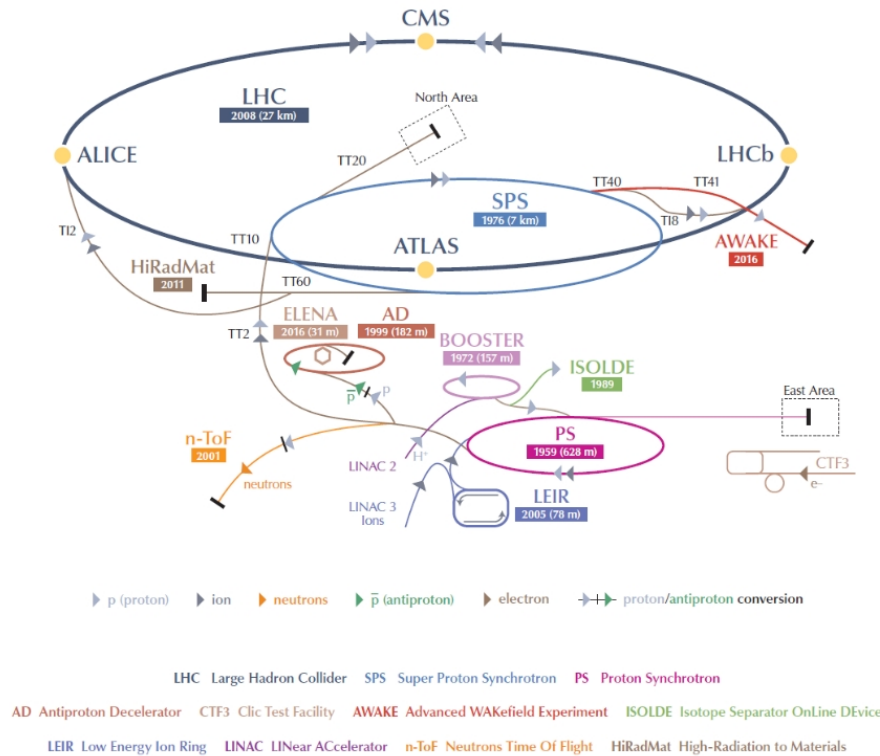 CMS
LHC
2008 (27 km)
North Area
ALICE
LHCb
TT20
TT40
TT41
SPS
1976 (7 km)
TI8
TI2
TT10
ATLAS
AWAKE
2016
HiRadMat
2011
TT60
ELENA
2016 (31 m)
AD
1999 (182 m)
TT2
BOOSTER
1972 (157 m)
ISOLDE
1989
p
p̅
East Area
n-ToF
2001
PS
1959 (628 m)
H⁺
LINAC 2
neutrons
CTF3
e-
LINAC 3
Ions
LEIR
2005 (78 m)
p (proton) ion neutrons p̅ (antiproton) electron proton/antiproton conversion
LHC Large Hadron Collider SPS Super Proton Synchrotron PS Proton Synchrotron
AD Antiproton Decelerator CTF3 Clic Test Facility AWAKE Advanced WAKefield Experiment ISOLDE Isotope Separator OnLine DEvice
LEIR Low Energy Ion Ring LINAC LINear ACcelerator n-ToF Neutrons Time Of Flight HiRadMat High-Radiation to Materials